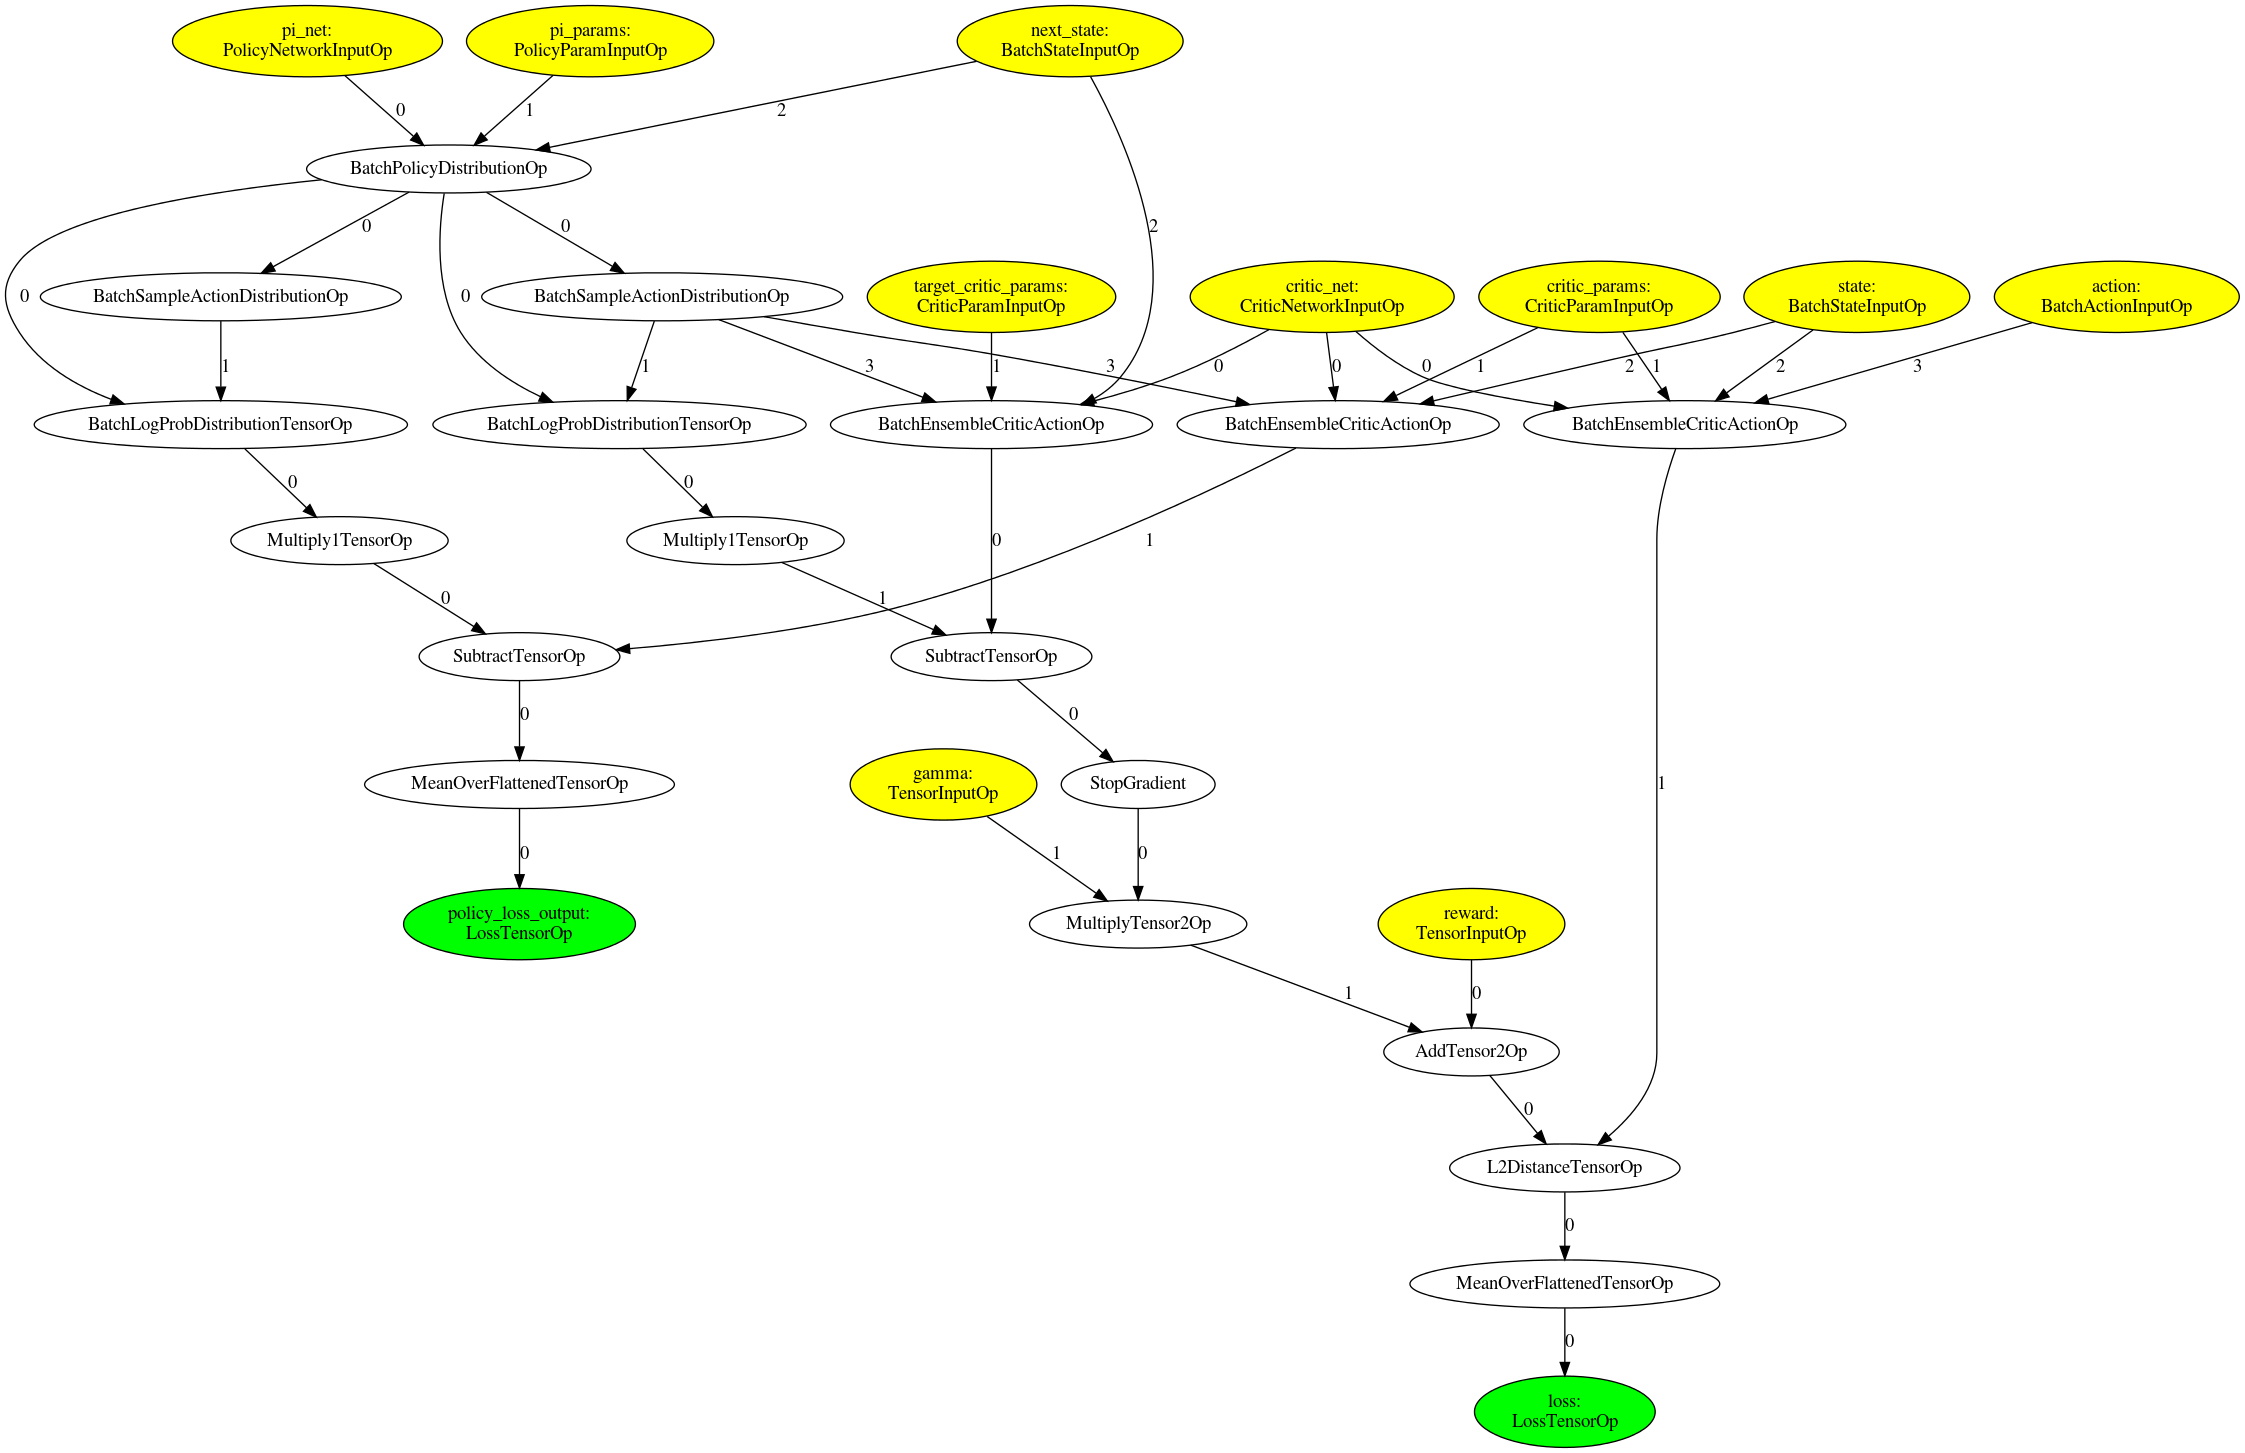 pi_net:
PolicyNetworkInputOp
pi_params:
PolicyParamInputOp
next_state:
BatchStateInputOp
0
1
2
BatchPolicyDistributionOp
0
0
2
0
0
BatchSampleActionDistributionOp
BatchSampleActionDistributionOp
target_critic_params:
CriticParamInputOp
critic_net:
CriticNetworkInputOp
critic_params:
CriticParamInputOp
state:
BatchStateInputOp
action:
BatchActionInputOp
1
1
3
1
3
0
0
0
1
2
1
2
3
BatchLogProbDistributionTensorOp
BatchLogProbDistributionTensorOp
BatchEnsembleCriticActionOp
BatchEnsembleCriticActionOp
BatchEnsembleCriticActionOp
0
0
Multiply1TensorOp
Multiply1TensorOp
0
1
0
1
SubtractTensorOp
SubtractTensorOp
0
0
MeanOverFlattenedTensorOp
gamma:
TensorInputOp
StopGradient
1
0
1
0
policy_loss_output:
LossTensorOp
MultiplyTensor2Op
reward:
TensorInputOp
1
0
AddTensor2Op
0
L2DistanceTensorOp
0
MeanOverFlattenedTensorOp
0
loss:
LossTensorOp